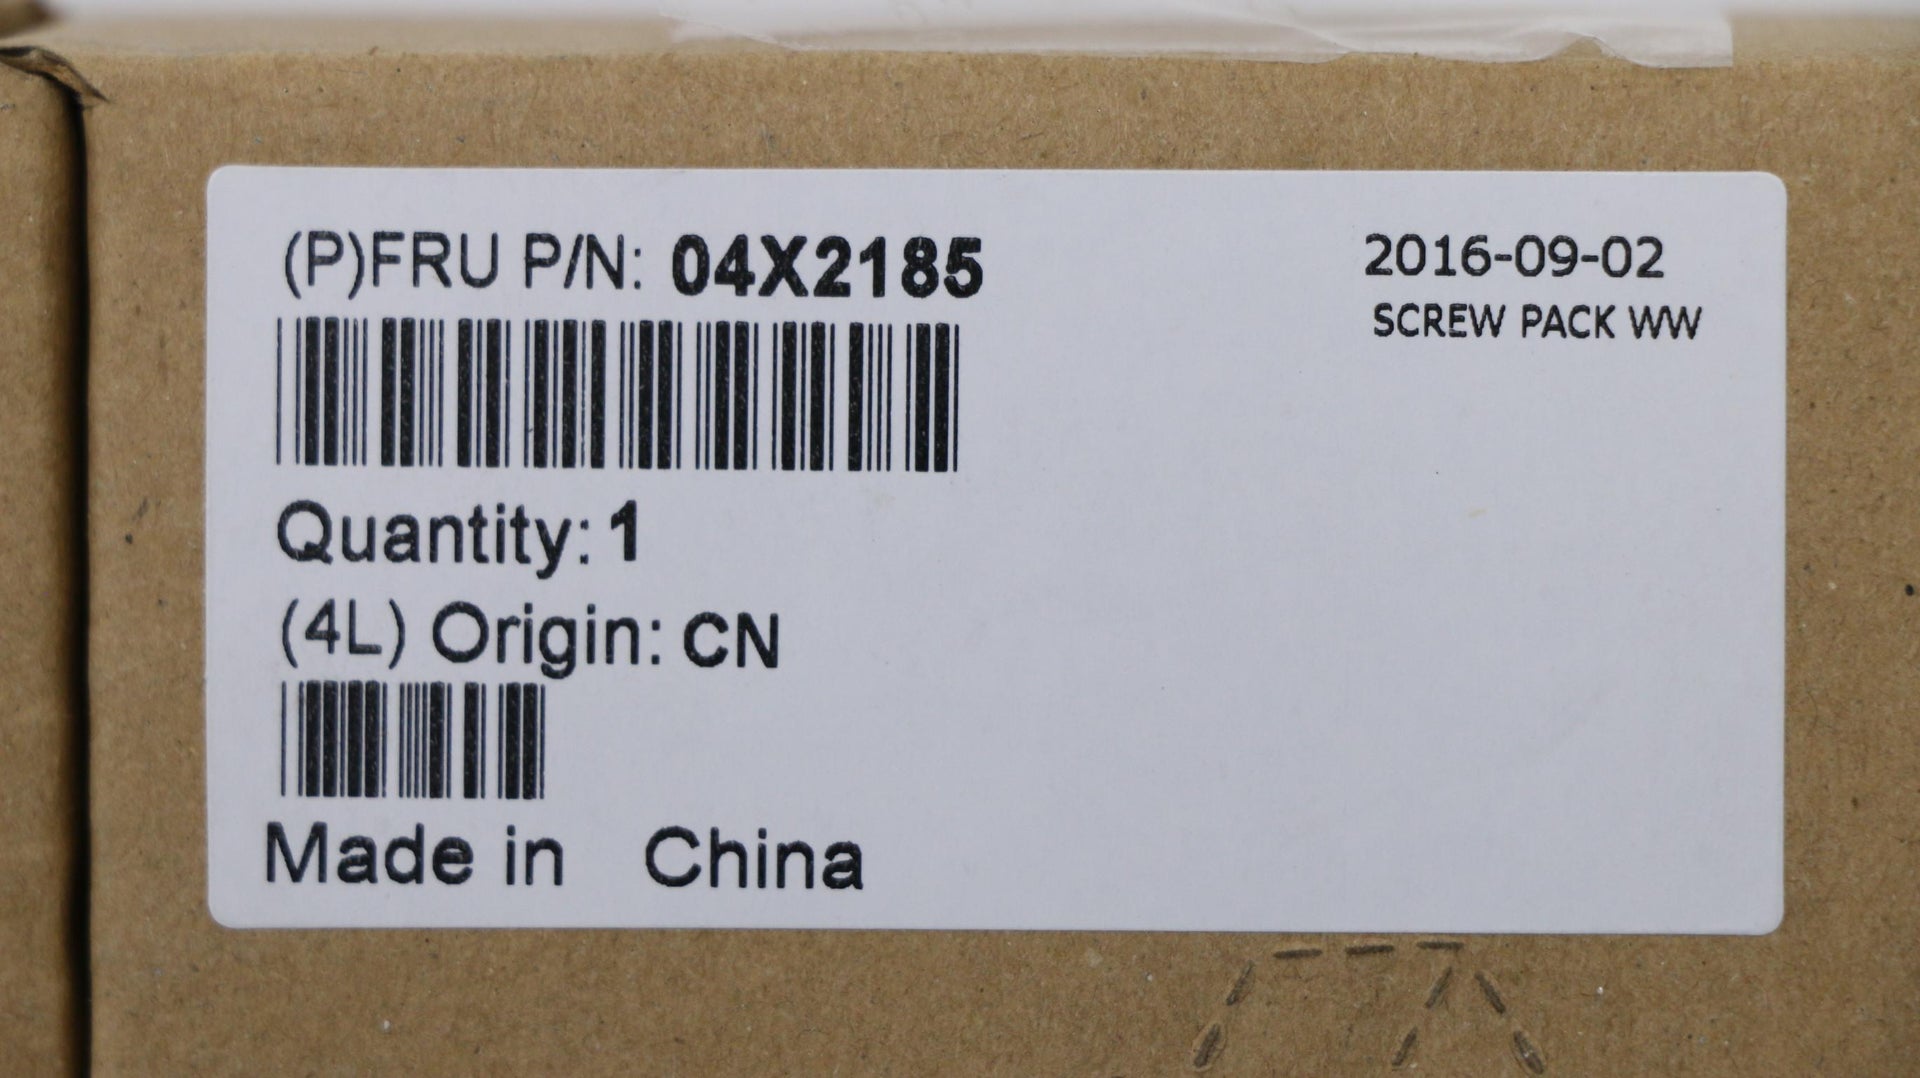 (P)FRU P/N: 04X2185
2016-09-02
SCREW PACK WW
Quantity: 1
(4L) Origin: CN
Made in China